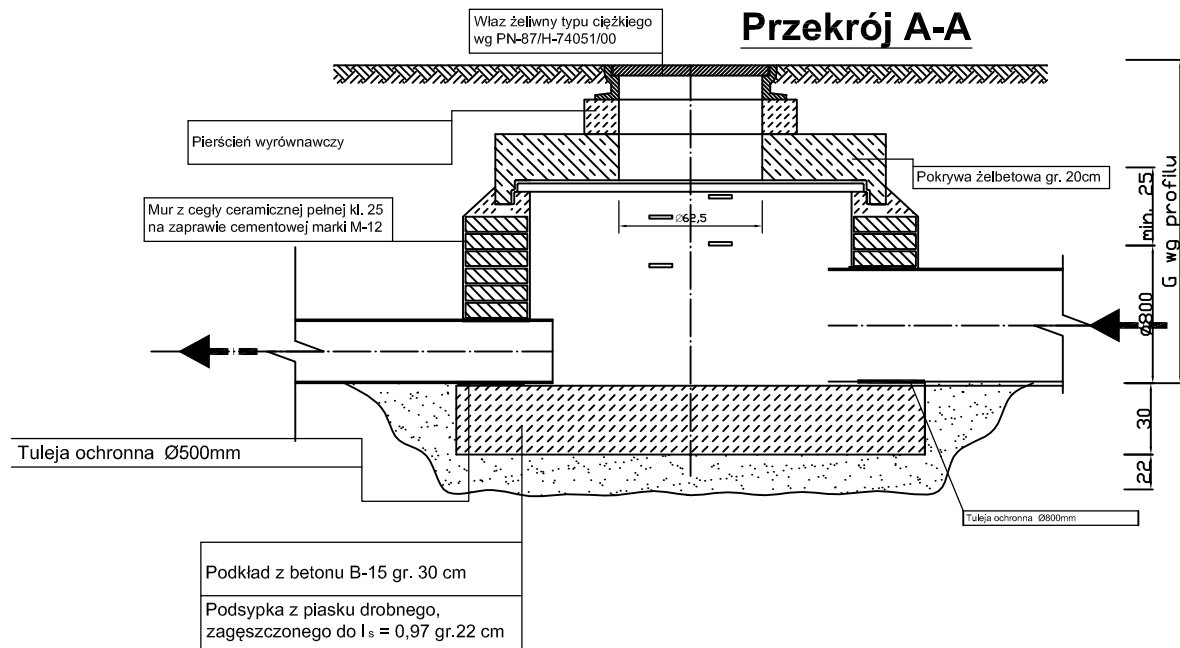 Właz żeliwny typu ciężkiego
wg PN-87/H-74051/00
Przekrój A-A
Pierścień wyrównawczy
Pokrywa żelbetowa gr. 20cm
Mur z cegły ceramicznej pełnej kl. 25
na zaprawie cementowej marki M-12
Ø62,5
min. 25
G wg profilu
Ø800
30
22
Tuleja ochronna Ø500mm
Tuleja ochronna Ø800mm
Podkład z betonu B-15 gr. 30 cm
Podsypka z piasku drobnego,
zagęszczonego do I s = 0,97 gr.22 cm